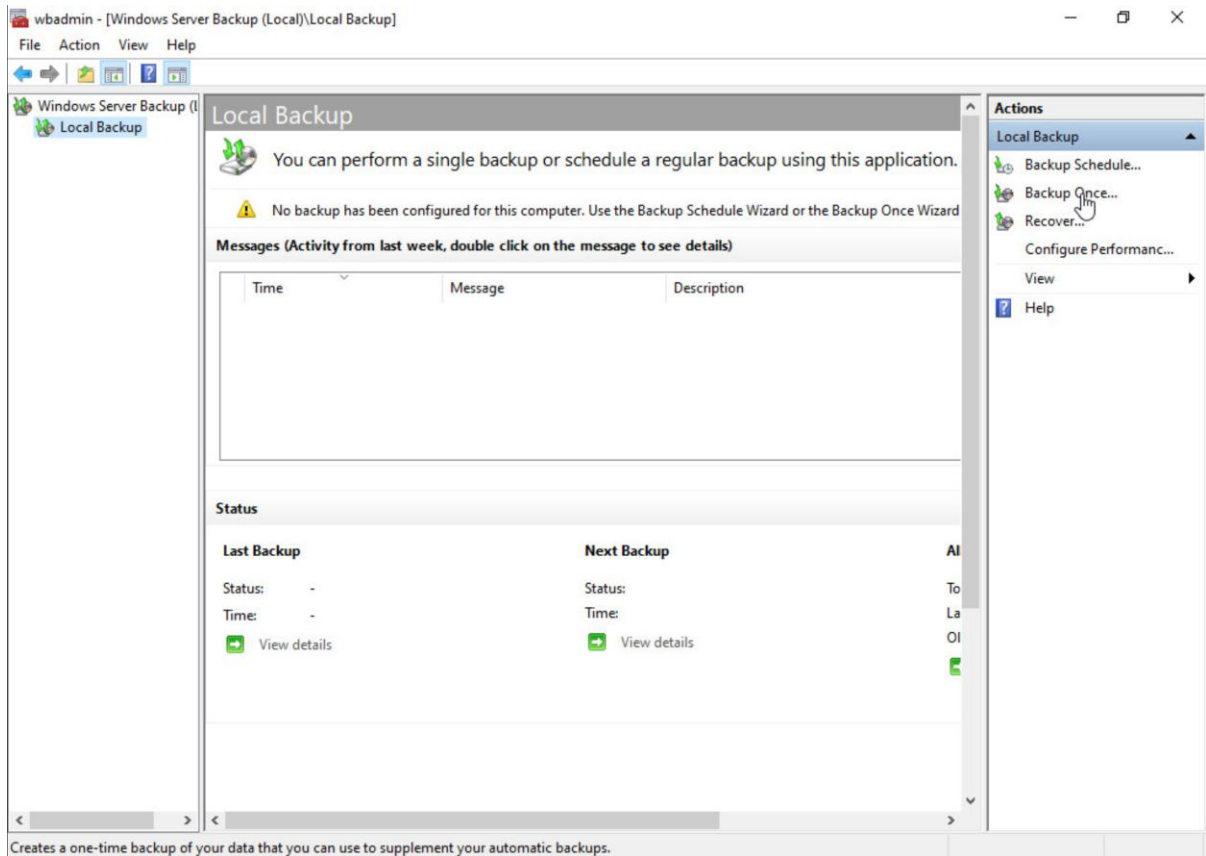 wbadmin - [Windows Server Backup (Local)\Local Backup]
File Action View Help
Windows Server Backup (L
Local Backup
Local Backup
You can perform a single backup or schedule a regular backup using this application.
No backup has been configured for this computer. Use the Backup Schedule Wizard or the Backup Once Wizard
Messages (Activity from last week, double click on the message to see details)
Time Message Description
Status
Last Backup Next Backup Al
Status: - Status: To
Time: - Time: La
View details View details Ol
Actions
Local Backup
Backup Schedule...
Backup Once...
Recover...
Configure Performanc...
View
Help
Creates a one-time backup of your data that you can use to supplement your automatic backups.